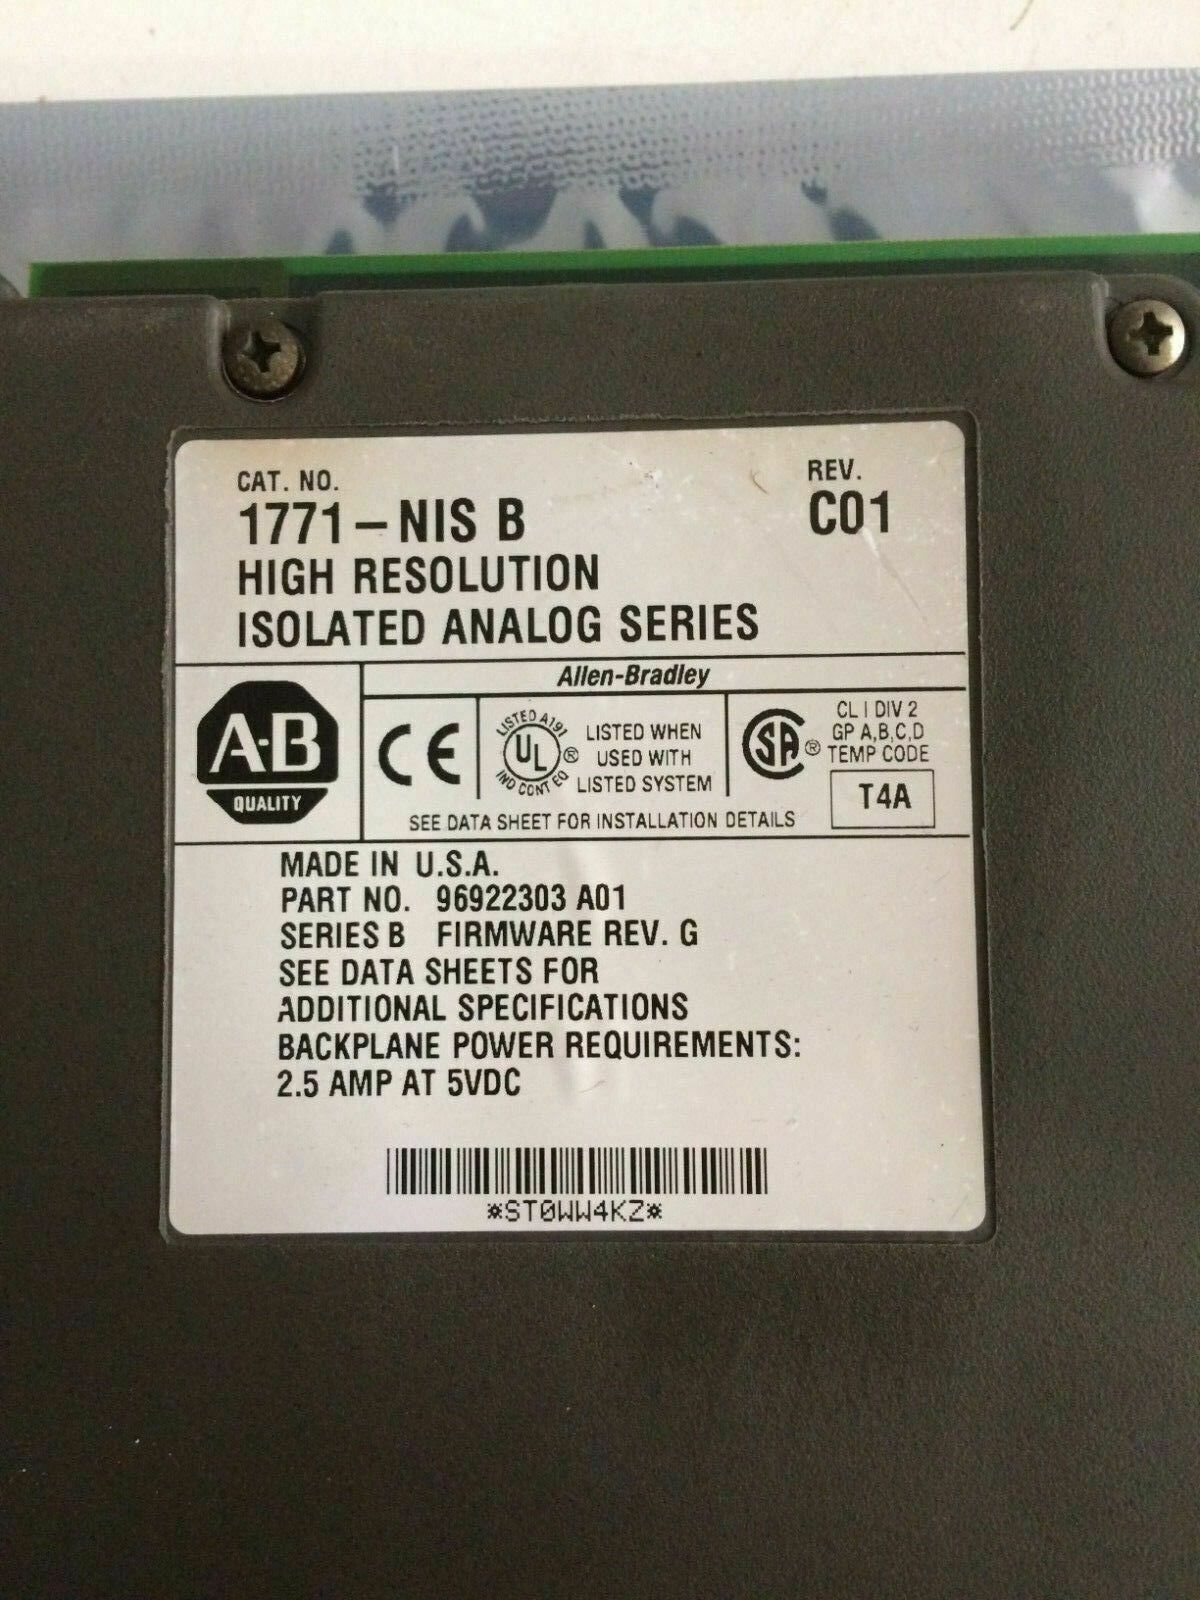 CAT. NO.
REV.
1771-NIS B
C01
HIGH RESOLUTION
ISOLATED ANALOG SERIES
Allen-Bradley
A-B
QUALITY
CE
LISTED A191
UL
IND CONT EQ
®
LISTED WHEN
USED WITH
LISTED SYSTEM
SA ®
CL I DIV 2
GP A,B,C,D
TEMP CODE
T4A
SEE DATA SHEET FOR INSTALLATION DETAILS
MADE IN U.S.A.
PART NO. 96922303 A01
SERIES B FIRMWARE REV. G
SEE DATA SHEETS FOR
ADDITIONAL SPECIFICATIONS
BACKPLANE POWER REQUIREMENTS:
2.5 AMP AT 5VDC
*ST0WW4KZ*